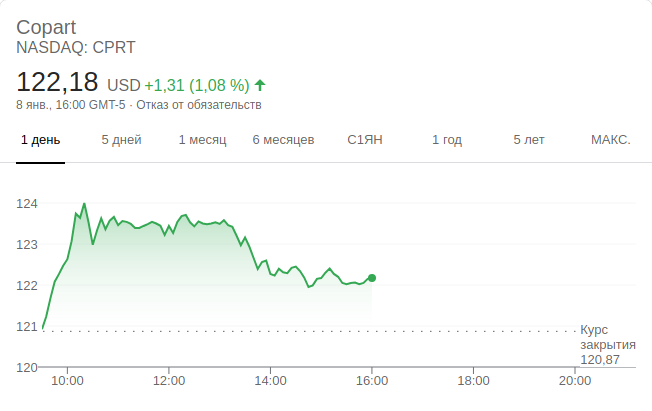 Copart
NASDAQ: CPRT
122,18 USD +1,31 (1,08 %)
8 янв., 16:00 GMT-5 · Отказ от обязательств
1 день 5 дней 1 месяц 6 месяцев С1ЯН 1 год 5 лет МАКС.
124
123
122
121
120
Курс
закрытия
120,87
10:00 12:00 14:00 16:00 18:00 20:00